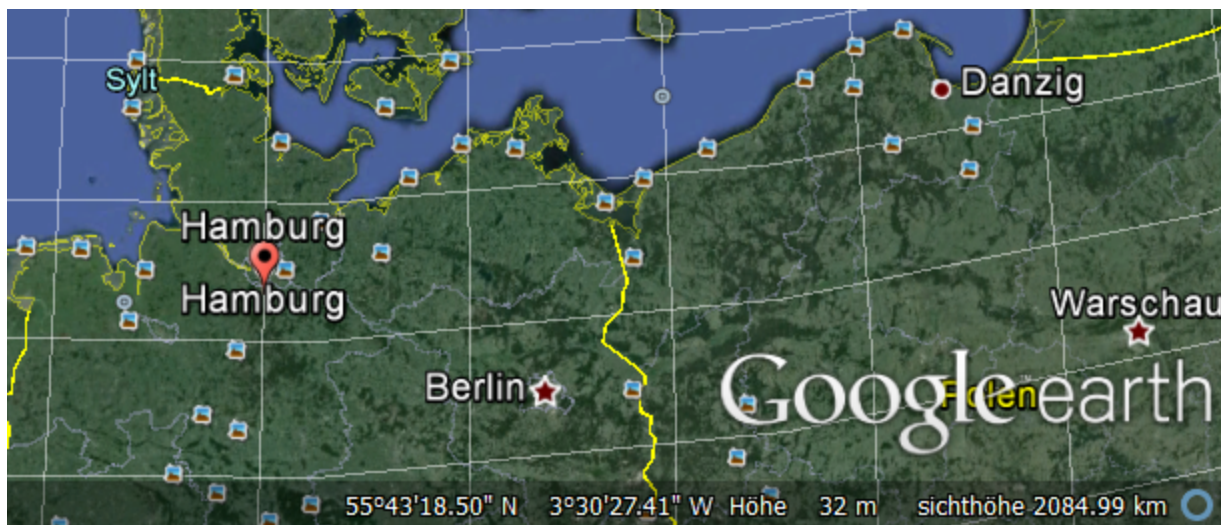 Sylt
Danzig
Hamburg
Hamburg
Warschau
Berlin
Polen
Google earth
55°43'18.50" N 3°30'27.41" W Höhe 32 m sichthöhe 2084.99 km